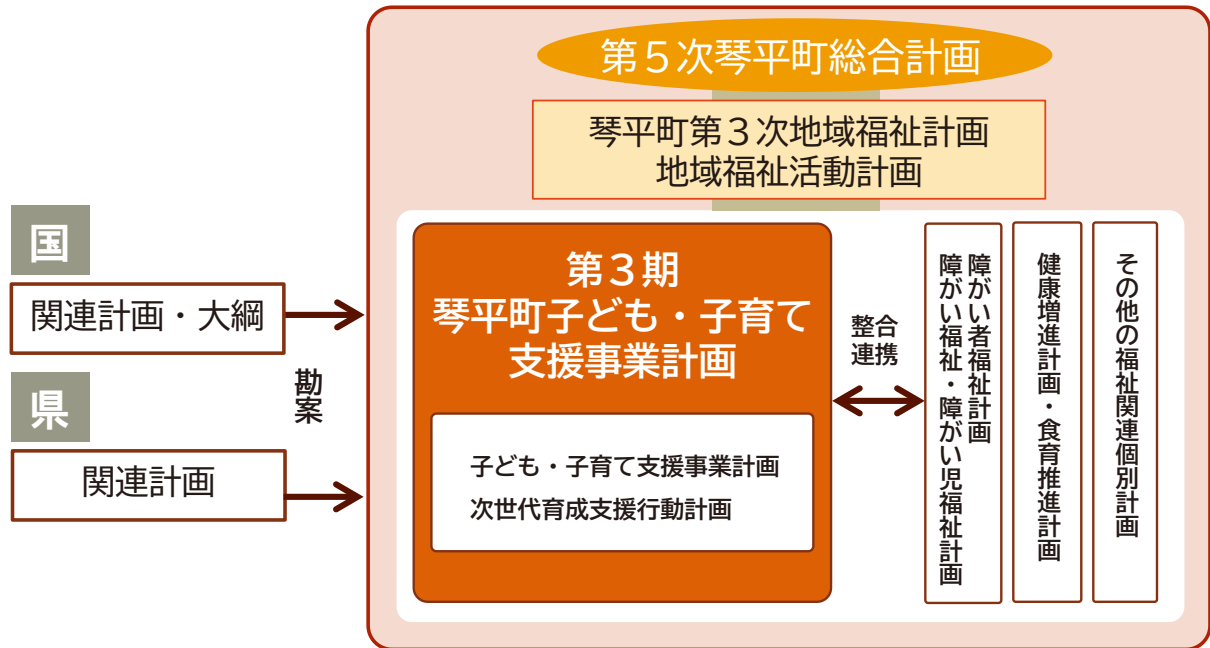 第５次琴平町総合計画
琴平町第３次地域福祉計画
地域福祉活動計画
国
関連計画・大綱
県
関連計画
勘案
第３期
琴平町子ども・子育て
支援事業計画
子ども・子育て支援事業計画
次世代育成支援行動計画
整合
連携
障がい者福祉計画
障がい福祉・障がい児福祉計画
健康増進計画・食育推進計画
その他の福祉関連個別計画